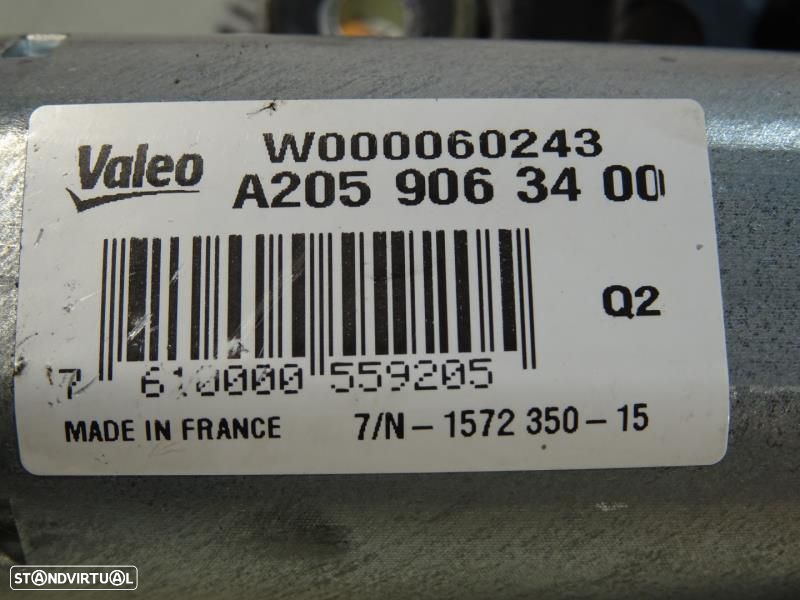 Valeo
W000060243
A205 906 34 00
Q2
7 610000 559205
MADE IN FRANCE 7/N-1572 350-15
STANDVIRTUAL